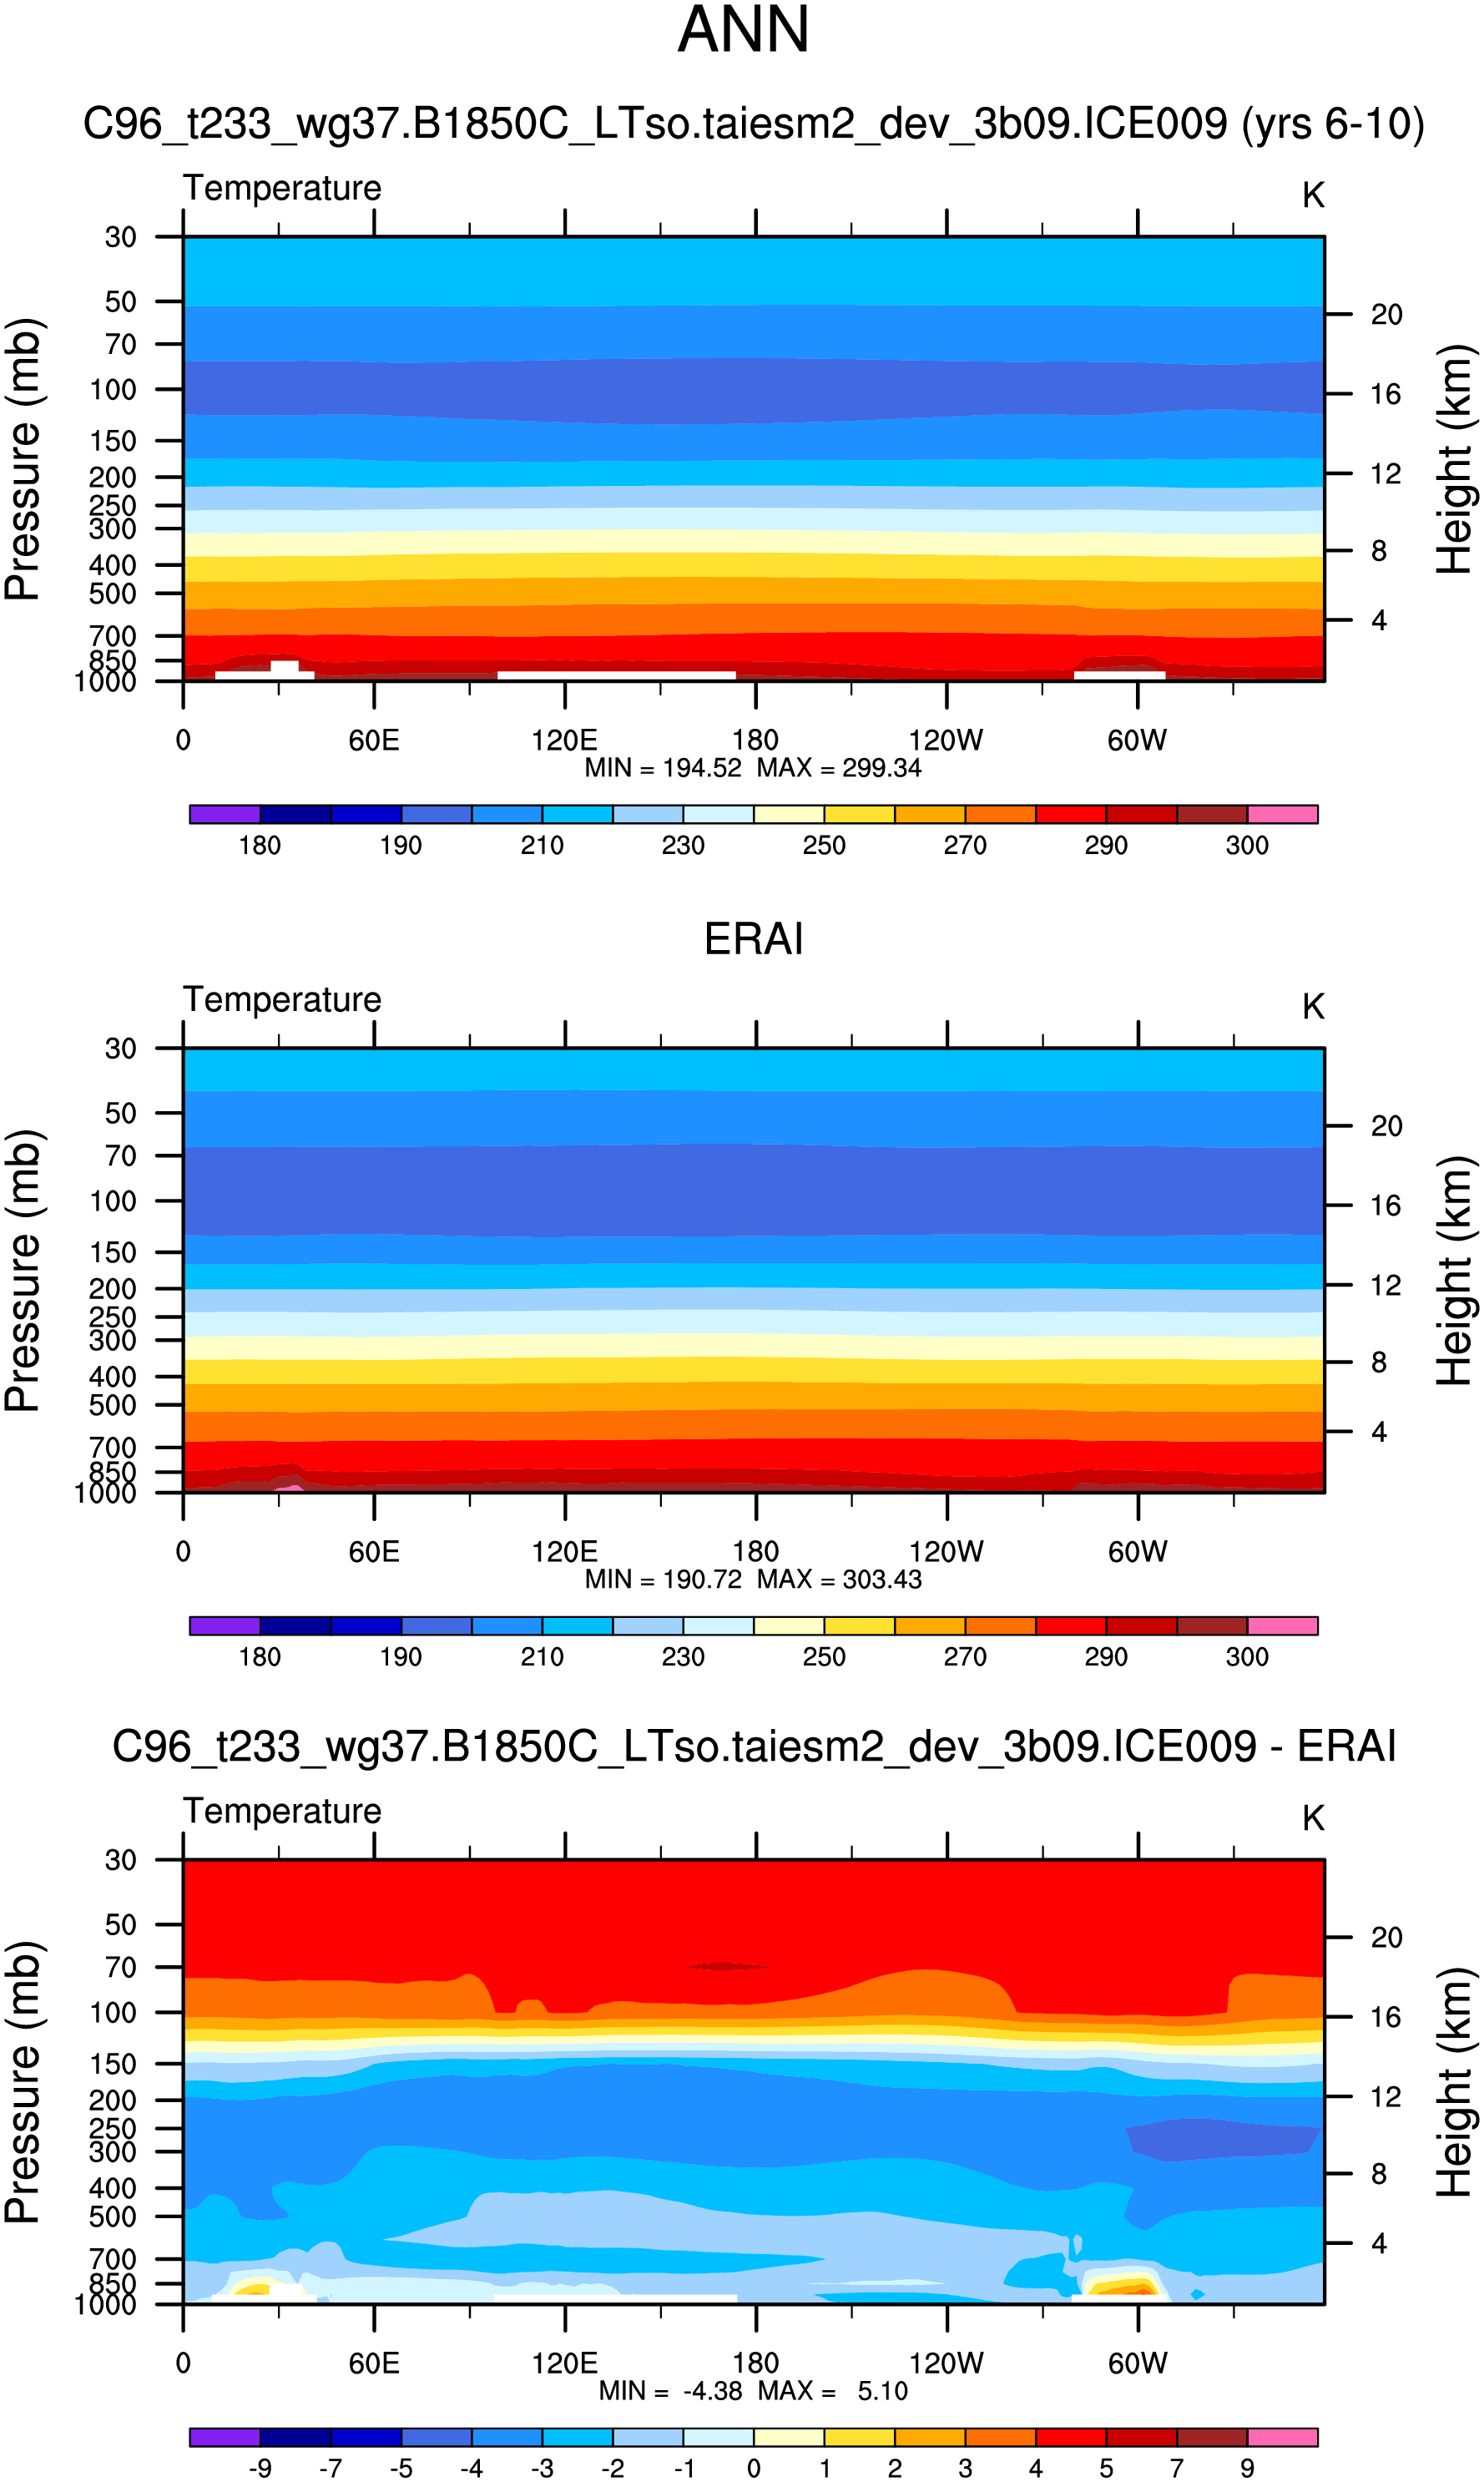 ANN
C96_t233_wg37.B1850C_LTso.taiesm2_dev_3b09.ICE009 (yrs 6-10)
Temperature K
30
50
70
100
150
200
250
300
400
500
700
850
1000
Pressure (mb)
20
16
12
8
4
Height (km)
0 60E 120E 180 120W 60W
MIN = 194.52 MAX = 299.34
180 190 210 230 250 270 290 300
ERAI
Temperature K
30
50
70
100
150
200
250
300
400
500
700
850
1000
Pressure (mb)
20
16
12
8
4
Height (km)
0 60E 120E 180 120W 60W
MIN = 190.72 MAX = 303.43
180 190 210 230 250 270 290 300
C96_t233_wg37.B1850C_LTso.taiesm2_dev_3b09.ICE009 - ERAI
Temperature K
30
50
70
100
150
200
250
300
400
500
700
850
1000
Pressure (mb)
20
16
12
8
4
Height (km)
0 60E 120E 180 120W 60W
MIN = -4.38 MAX = 5.10
-9 -7 -5 -4 -3 -2 -1 0 1 2 3 4 5 7 9